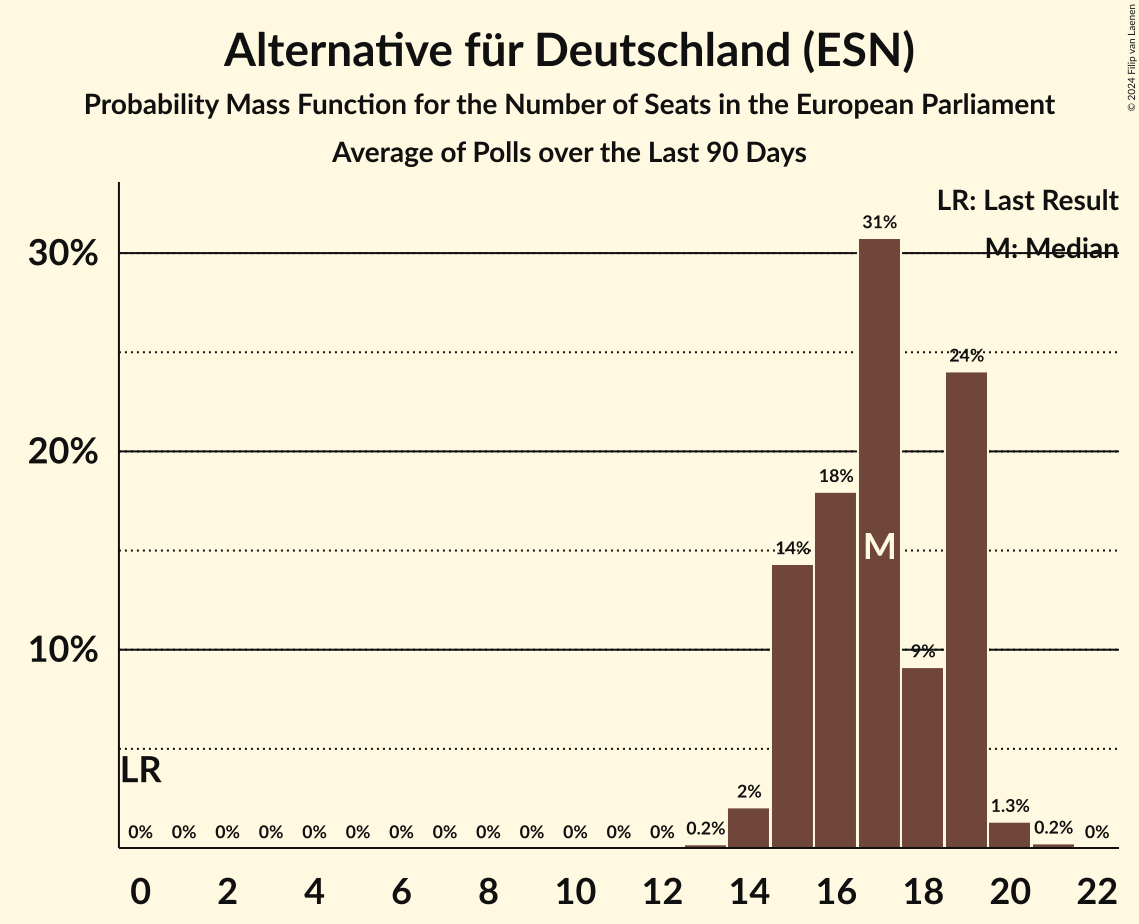 Alternative für Deutschland (ESN)
Probability Mass Function for the Number of Seats in the European Parliament
Average of Polls over the Last 90 Days
© 2024 Filip van Laenen
LR: Last Result
M: Median
30%
20%
10%
31%
24%
18%
14%
M
9%
LR
2%
1.3%
0% 0% 0% 0% 0% 0% 0% 0% 0% 0% 0% 0% 0% 0.2% 0.2% 0%
0 2 4 6 8 10 12 14 16 18 20 22